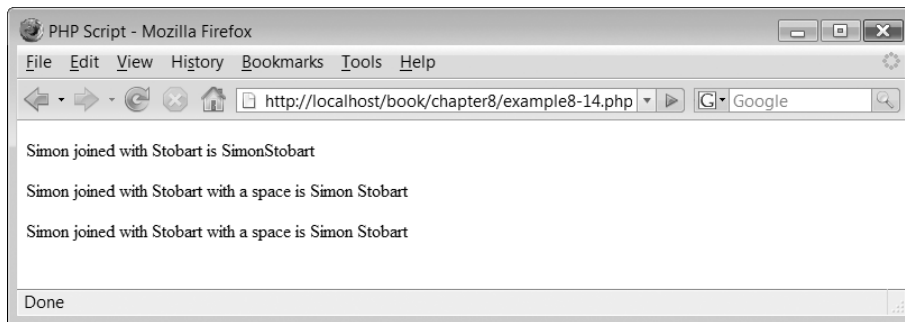 PHP Script - Mozilla Firefox
File Edit View History Bookmarks Tools Help
http://localhost/book/chapter8/example8-14.php G Google
Simon joined with Stobart is SimonStobart
Simon joined with Stobart with a space is Simon Stobart
Simon joined with Stobart with a space is Simon Stobart
Done